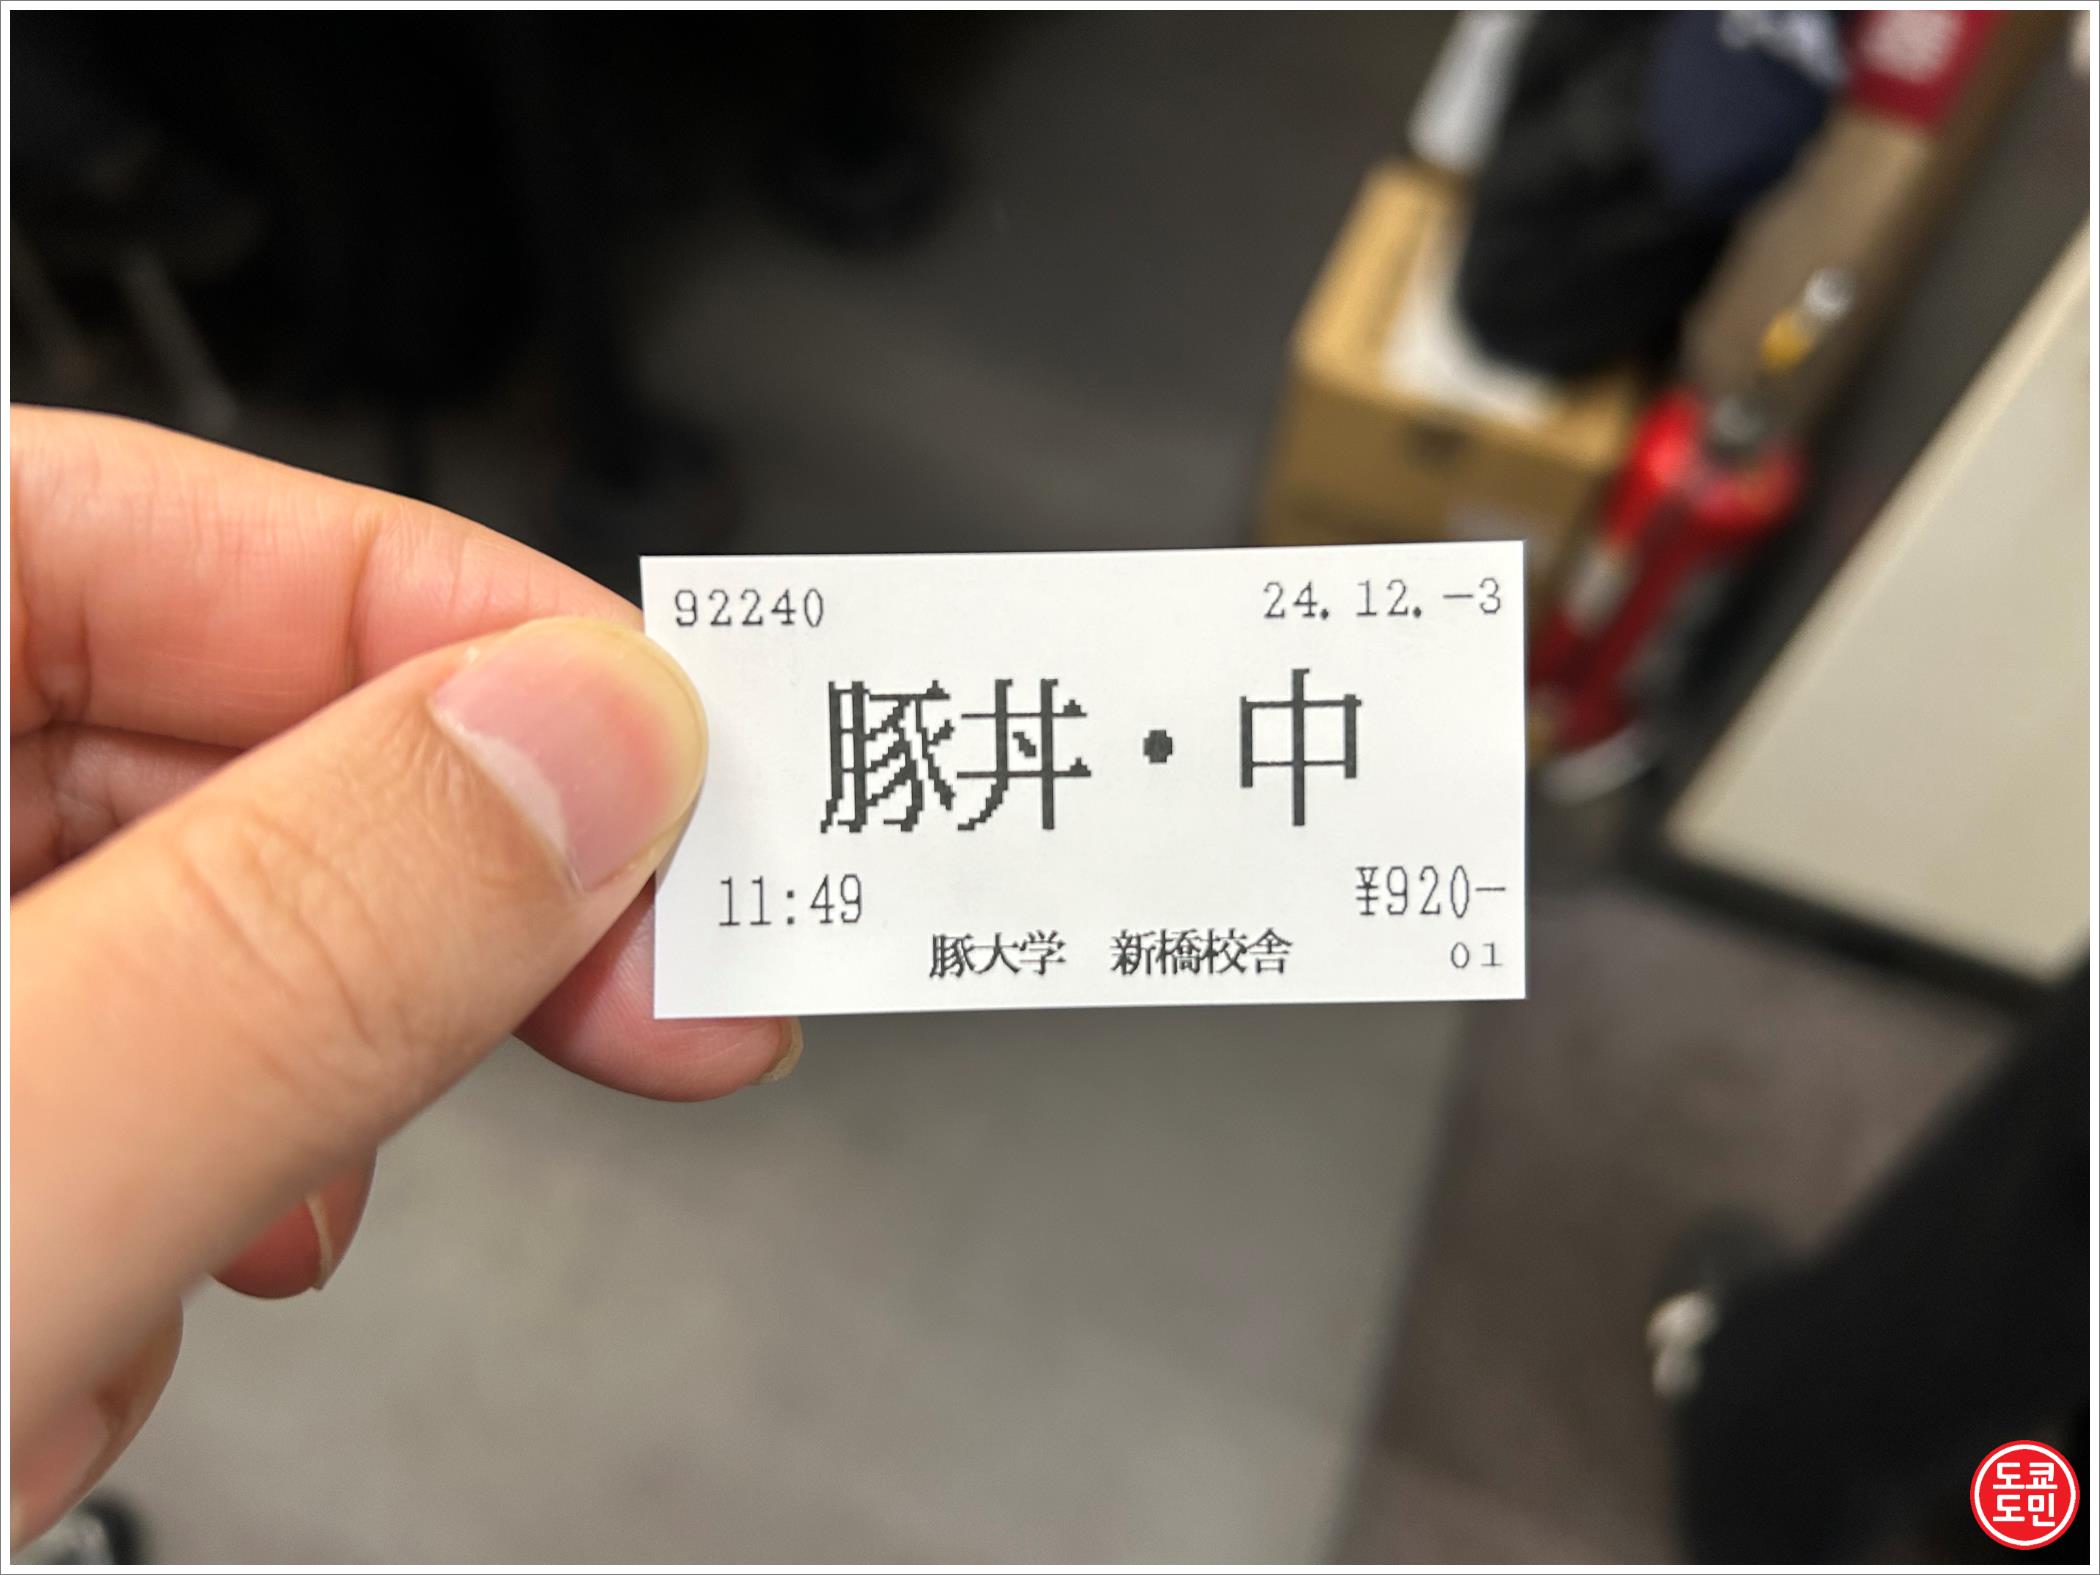 92240 24.12.-3
豚丼・中
11:49 ¥920-
豚大学 新橋校舎 01
도쿄
도민